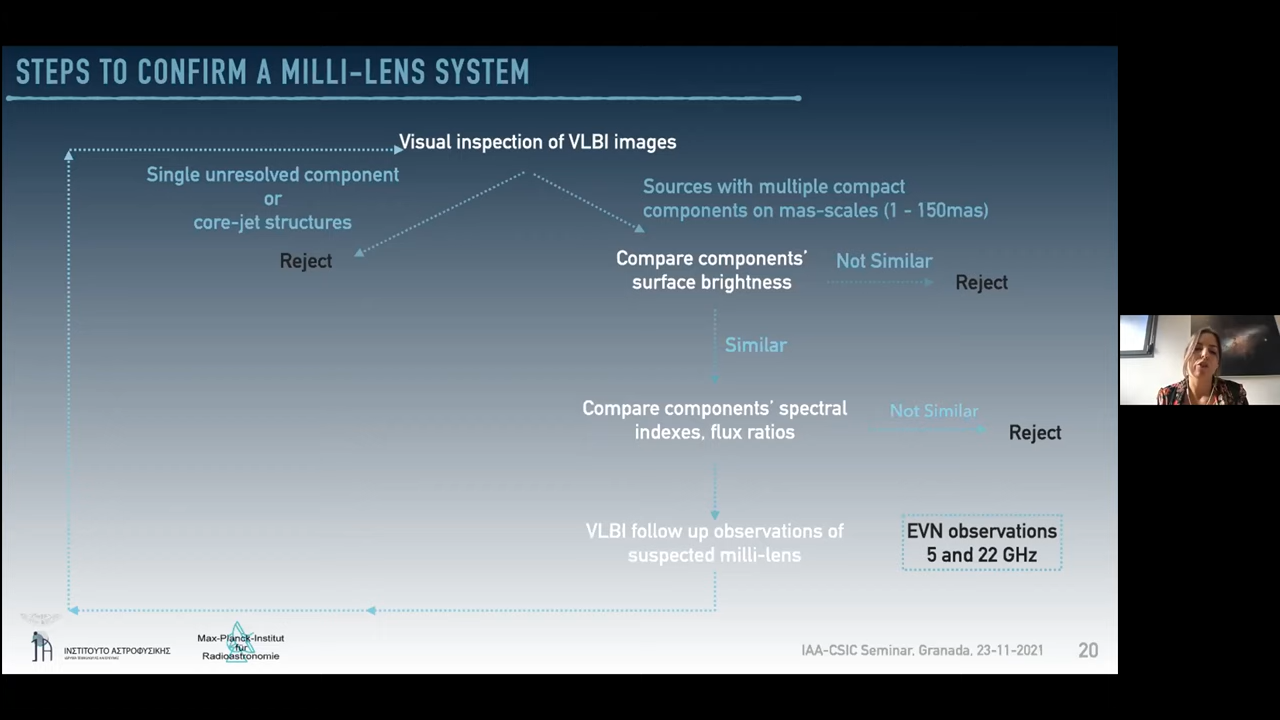 STEPS TO CONFIRM A MILLI-LENS SYSTEM
Visual inspection of VLBI images
Single unresolved component
or
core-jet structures
Reject
Sources with multiple compact
components on mas-scales (1 - 150mas)
Compare components’
surface brightness
Not Similar
Reject
Similar
Compare components’ spectral
indexes, flux ratios
Not Similar
Reject
VLBI follow up observations of
suspected milli-lens
EVN observations
5 and 22 GHz
ΙΝΣΤΙΤΟΥΤΟ ΑΣΤΡΟΦΥΣΙΚΗΣ
Max-Planck-Institut
für
Radioastronomie
IAA-CSIC Seminar, Granada, 23-11-2021
20